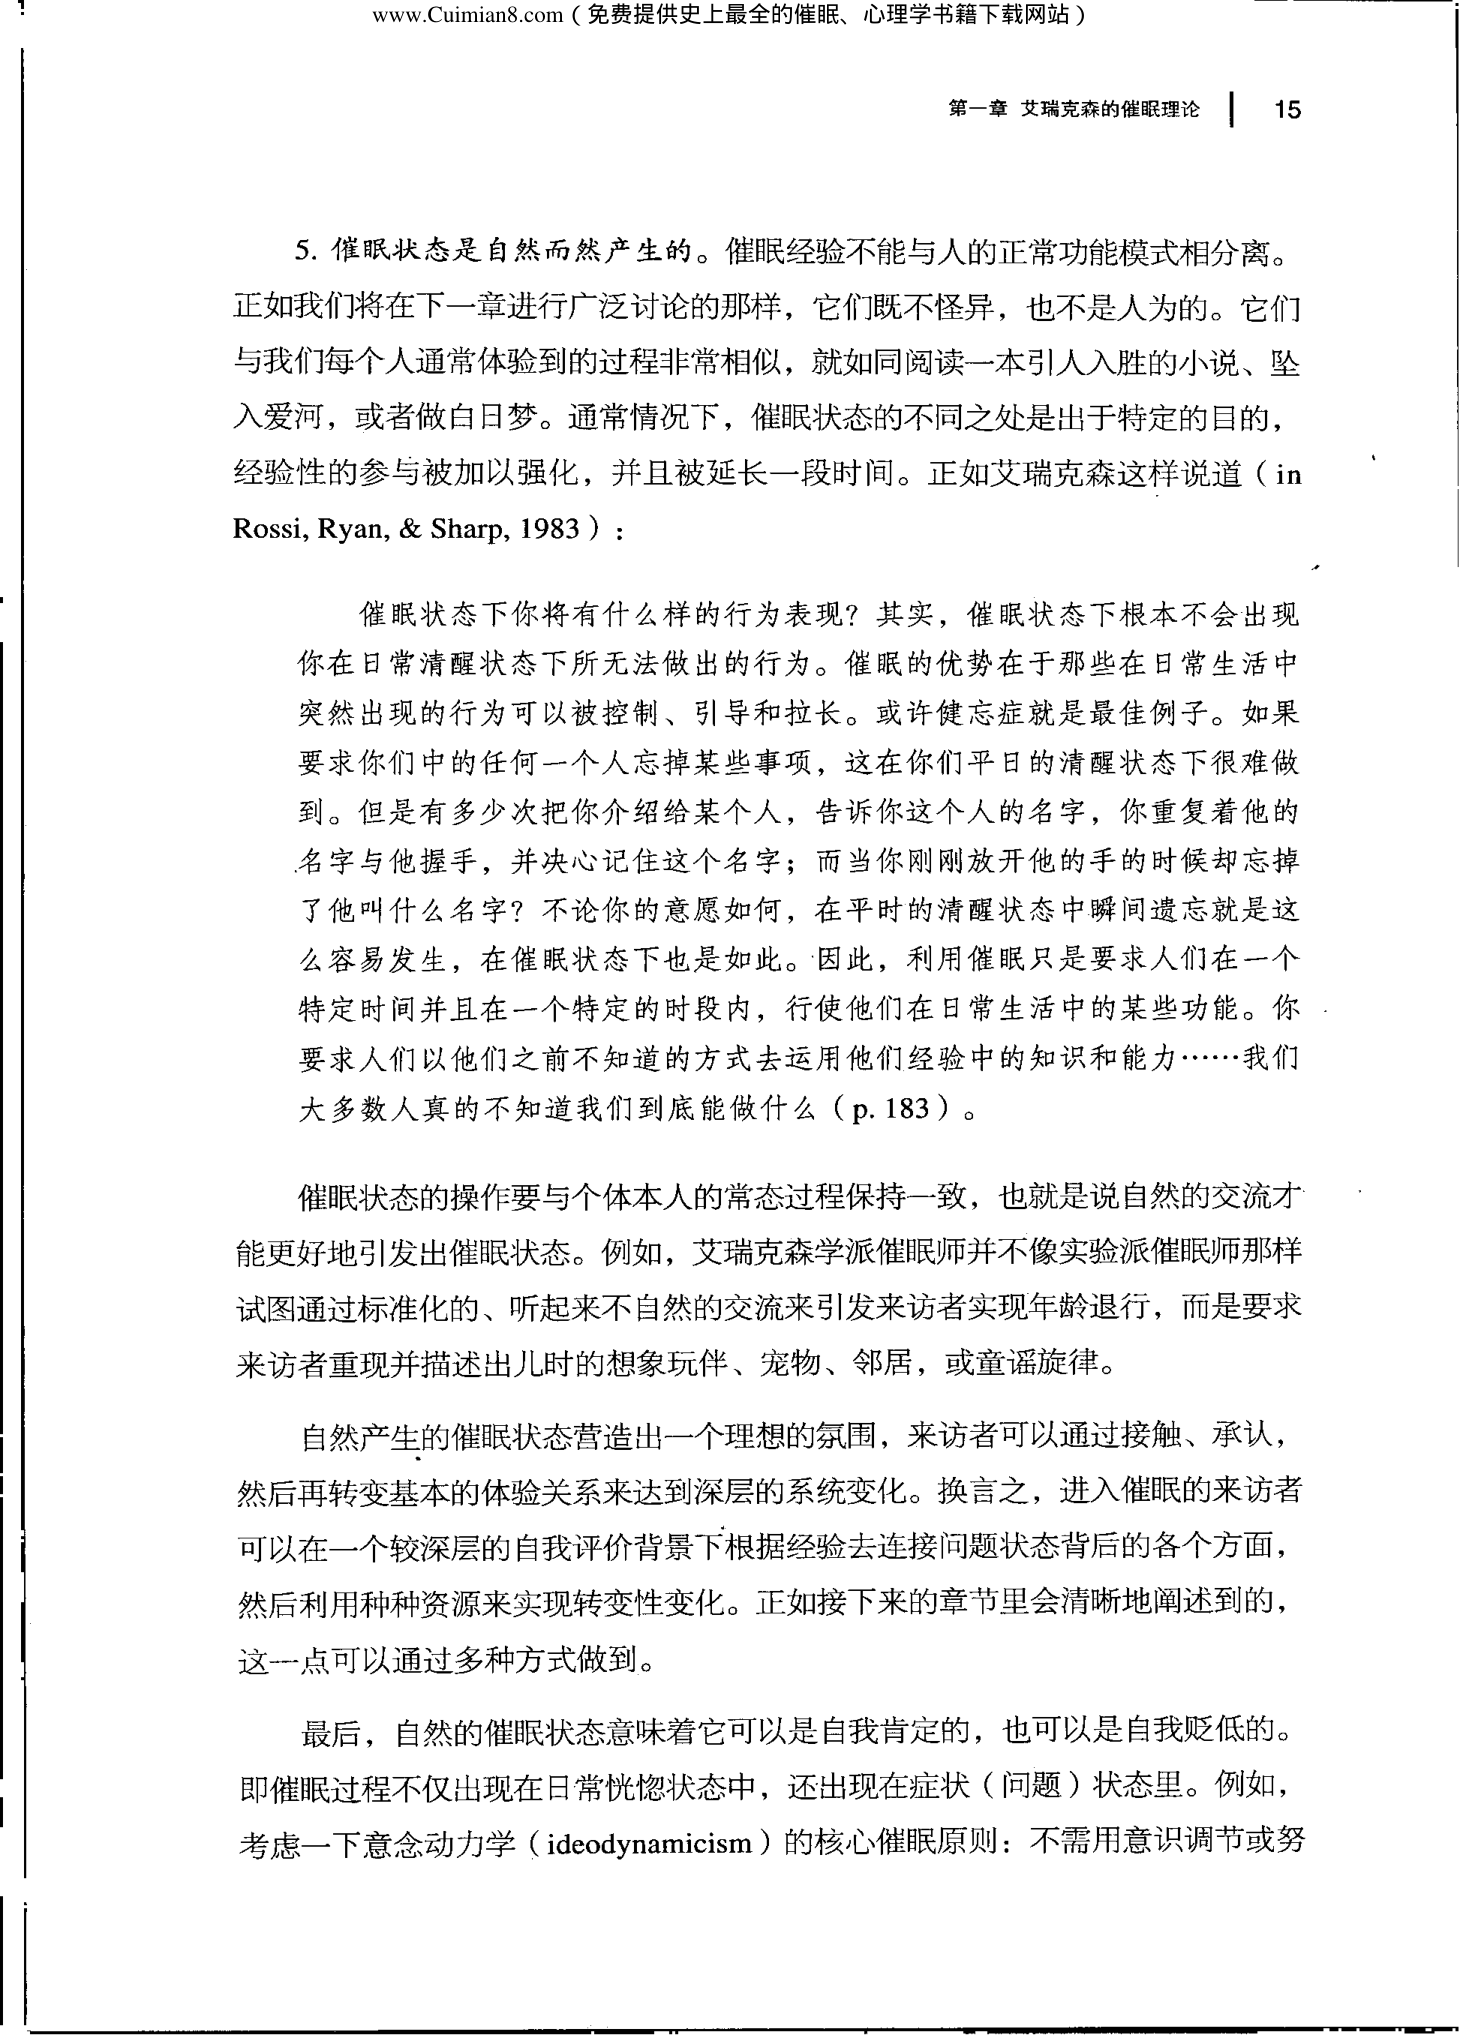 www.Cuimian8.com（免费提供史上最全的催眠、心理学书籍下载网站）
第一章 艾瑞克森的催眠理论 15
5. 催眠状态是自然而然产生的。催眠经验不能与人的正常功能模式相分离。
正如我们将在下一章进行广泛讨论的那样，它们既不怪异，也不是人为的。它们
与我们每个人通常体验到的过程非常相似，就如同阅读一本引人入胜的小说、坠
入爱河，或者做白日梦。通常情况下，催眠状态的不同之处是出于特定的目的，
经验性的参与被加以强化，并且被延长一段时间。正如艾瑞克森这样说道（in
Rossi, Ryan, & Sharp, 1983）：
催眠状态下你将有什么样的行为表现？其实，催眠状态下根本不会出现
你在日常清醒状态下所无法做出的行为。催眠的优势在于那些在日常生活中
突然出现的行为可以被控制、引导和拉长。或许健忘症就是最佳例子。如果
要求你们中的任何一个人忘掉某些事项，这在你们平日的清醒状态下很难做
到。但是有多少次把你介绍给某个人，告诉你这个人的名字，你重复着他的
名字与他握手，并决心记住这个名字；而当你刚刚放开他的手的时候却忘掉
了他叫什么名字？不论你的意愿如何，在平时的清醒状态中瞬间遗忘就是这
么容易发生，在催眠状态下也是如此。因此，利用催眠只是要求人们在一个
特定时间并且在一个特定的时段内，行使他们在日常生活中的某些功能。你
要求人们以他们之前不知道的方式去运用他们经验中的知识和能力……我们
大多数人真的不知道我们到底能做什么（p. 183）。
催眠状态的操作要与个体本人的常态过程保持一致，也就是说自然的交流才
能更好地引发出催眠状态。例如，艾瑞克森学派催眠师并不像实验派催眠师那样
试图通过标准化的、听起来不自然的交流来引发来访者实现年龄退行，而是要求
来访者重现并描述出儿时的想象玩伴、宠物、邻居，或童谣旋律。
自然产生的催眠状态营造出一个理想的氛围，来访者可以通过接触、承认，
然后再转变基本的体验关系来达到深层的系统变化。换言之，进入催眠的来访者
可以在一个较深层的自我评价背景下根据经验去连接问题状态背后的各个方面，
然后利用种种资源来实现转变性变化。正如接下来的章节里会清晰地阐述到的，
这一点可以通过多种方式做到。
最后，自然的催眠状态意味着它可以是自我肯定的，也可以是自我贬低的。
即催眠过程不仅出现在日常恍惚状态中，还出现在症状（问题）状态里。例如，
考虑一下意念动力学（ideodynamicism）的核心催眠原则：不需用意识调节或努